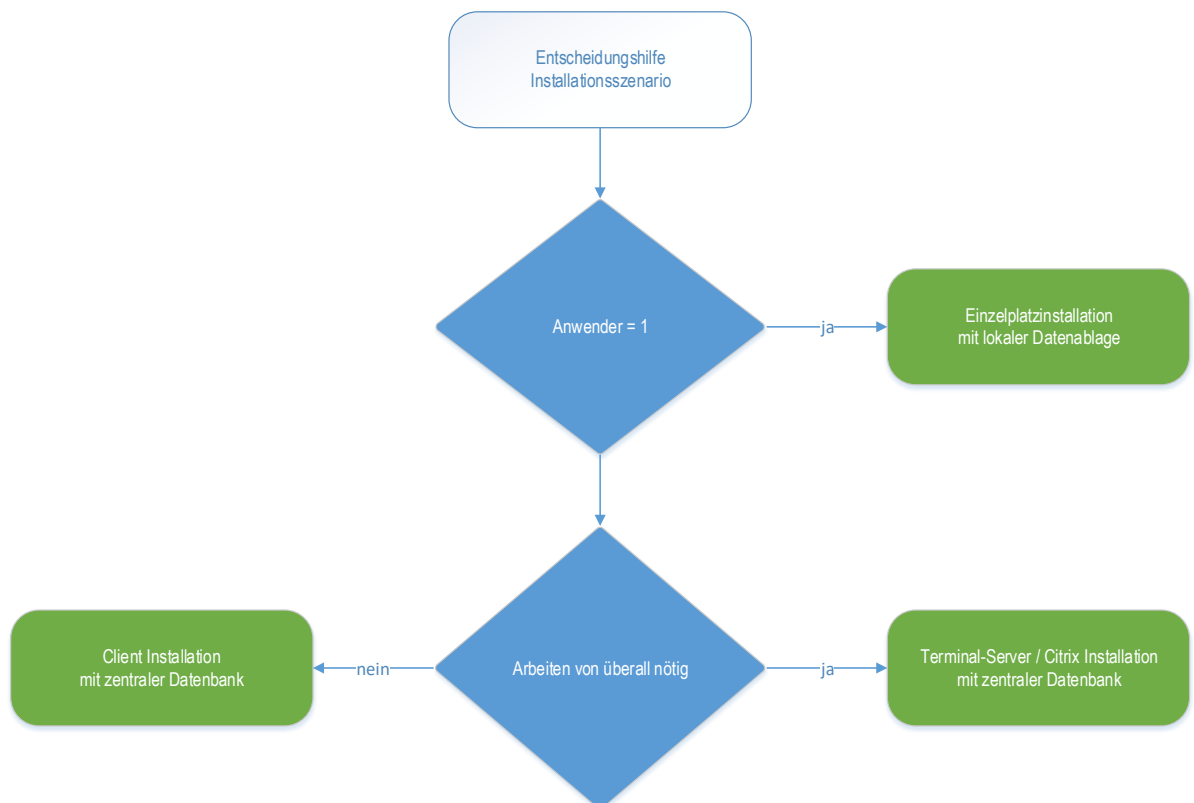 Entscheidungshilfe
Installationsszenario
Anwender = 1
ja
Einzelplatzinstallation
mit lokaler Datenablage
Client Installation
mit zentraler Datenbank
nein
Arbeiten von überall nötig
ja
Terminal-Server / Citrix Installation
mit zentraler Datenbank